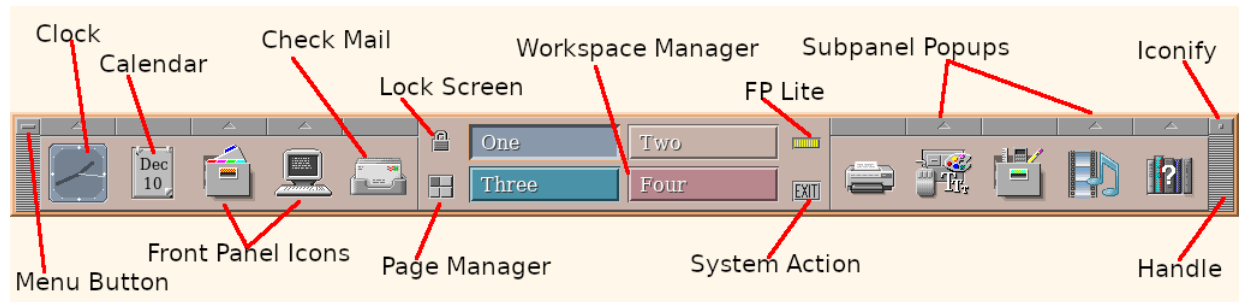 Clock
Calendar
Check Mail
Lock Screen
Workspace Manager
FP Lite
Subpanel Popups
Iconify
Dec
10
One
Two
Three
Four
EXIT
TTr
?
Menu Button
Front Panel Icons
Page Manager
System Action
Handle